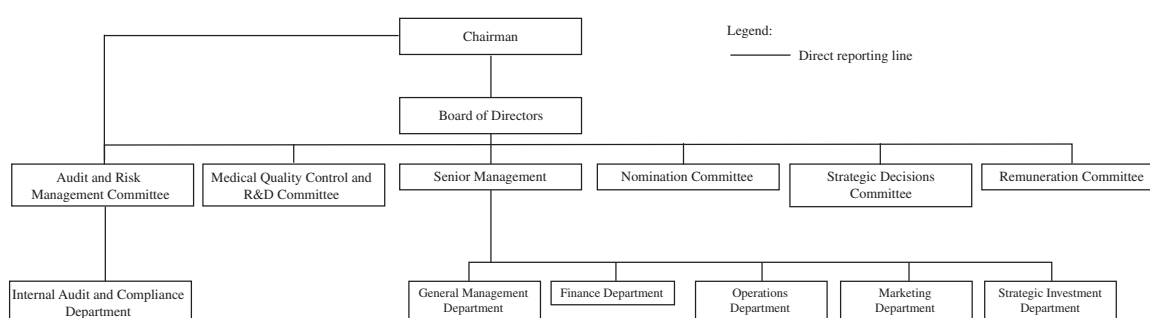 Chairman
Legend:
Direct reporting line
Board of Directors
Audit and Risk
Management Committee
Medical Quality Control and
R&D Committee
Senior Management
Nomination Committee
Strategic Decisions
Committee
Remuneration Committee
Internal Audit and Compliance
Department
General Management
Department
Finance Department
Operations
Department
Marketing
Department
Strategic Investment
Department